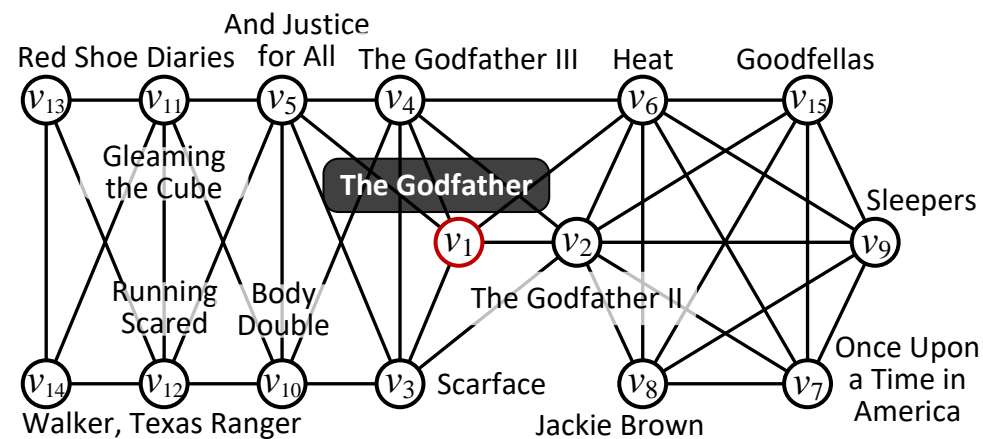 And Justice
for All
Red Shoe Diaries
The Godfather III
Heat
Goodfellas
v13
v11
v5
v4
v6
v15
Gleaming
the Cube
The Godfather
Sleepers
v1
v2
v9
Running
Scared
Body
Double
The Godfather II
Once Upon
a Time in
America
v14
v12
v10
v3
Scarface
v8
v7
Walker, Texas Ranger
Jackie Brown